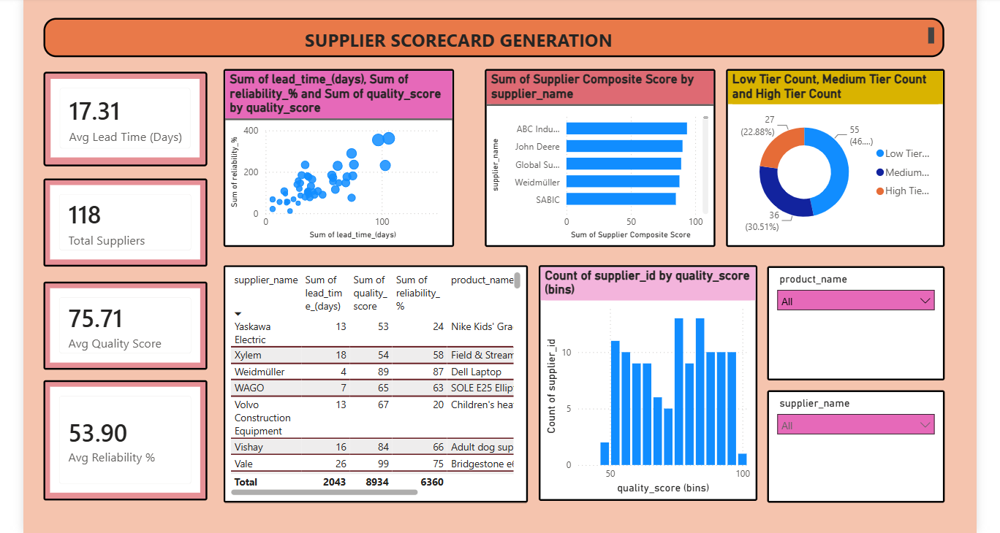 SUPPLIER SCORECARD GENERATION
17.31
Avg Lead Time (Days)
118
Total Suppliers
75.71
Avg Quality Score
53.90
Avg Reliability %
Sum of lead_time_(days), Sum of
reliability_% and Sum of quality_score
by quality_score
Sum of reliability_%
400
200
0
0
100
Sum of lead_time_(days)
Sum of Supplier Composite Score by
supplier_name
supplier_name
ABC Indu...
John Deere
Global Su...
Weidmüller
SABIC
0
50
100
Sum of Supplier Composite Score
Low Tier Count, Medium Tier Count
and High Tier Count
27
(22.88%)
55
(46....)
36
(30.51%)
Low Tier...
Medium...
High Tie...
supplier_name Sum of lead_time_(days) Sum of quality_score Sum of reliability_% product_name
Yaskawa Electric 13 53 24 Nike Kids' Gra
Xylem 18 54 58 Field & Stream
Weidmüller 4 89 87 Dell Laptop
WAGO 7 65 63 SOLE E25 Ellip
Volvo Construction Equipment 13 67 20 Children's hea
Vishay 16 84 66 Adult dog sup
Vale 26 99 75 Bridgestone e
Total 2043 8934 6360
Count of supplier_id by quality_score
(bins)
Count of supplier_id
10
5
0
50
100
quality_score (bins)
product_name
All
supplier_name
All